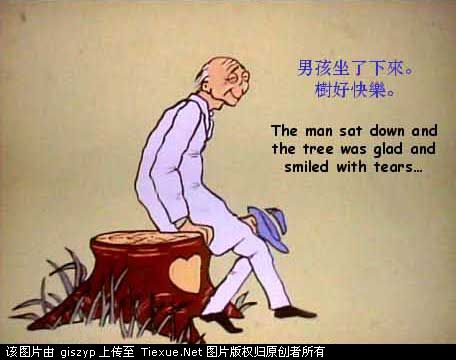 男孩坐了下來。
樹好快樂。
The man sat down and
the tree was glad and
smiled with tears…
该图片由 giszyp 上传至 Tiexue.Net 图片版权归原创者所有